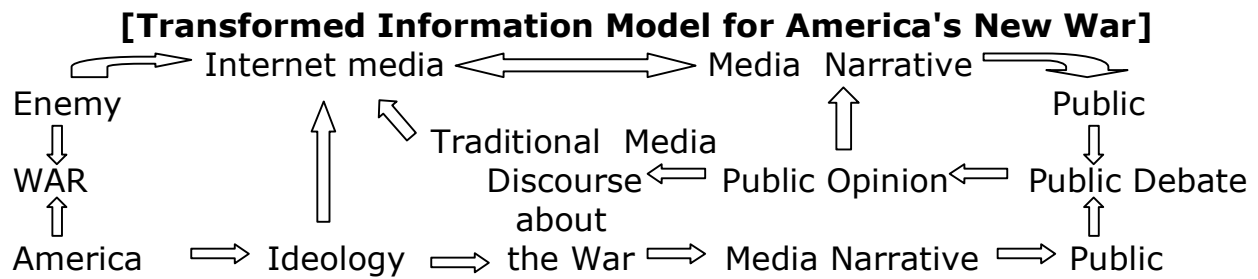 [Transformed Information Model for America's New War]
Internet media Media Narrative
Enemy Public
Traditional Media
WAR Discourse Public Opinion Public Debate
about
America Ideology the War Media Narrative Public